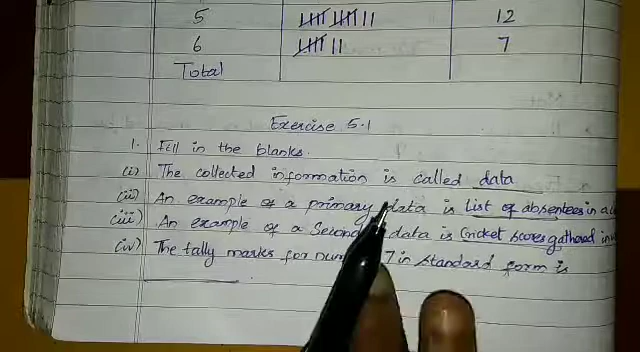 5 12
6 7
Total
Exercise 5.1
1. Fill in the blanks.
(i) The collected information is called data
(ii) An example of a primary data is List of absentees in a
(iii) An example of a Second data is Cricket scores gathered in
(iv) The tally marks for num 7 in standard form is